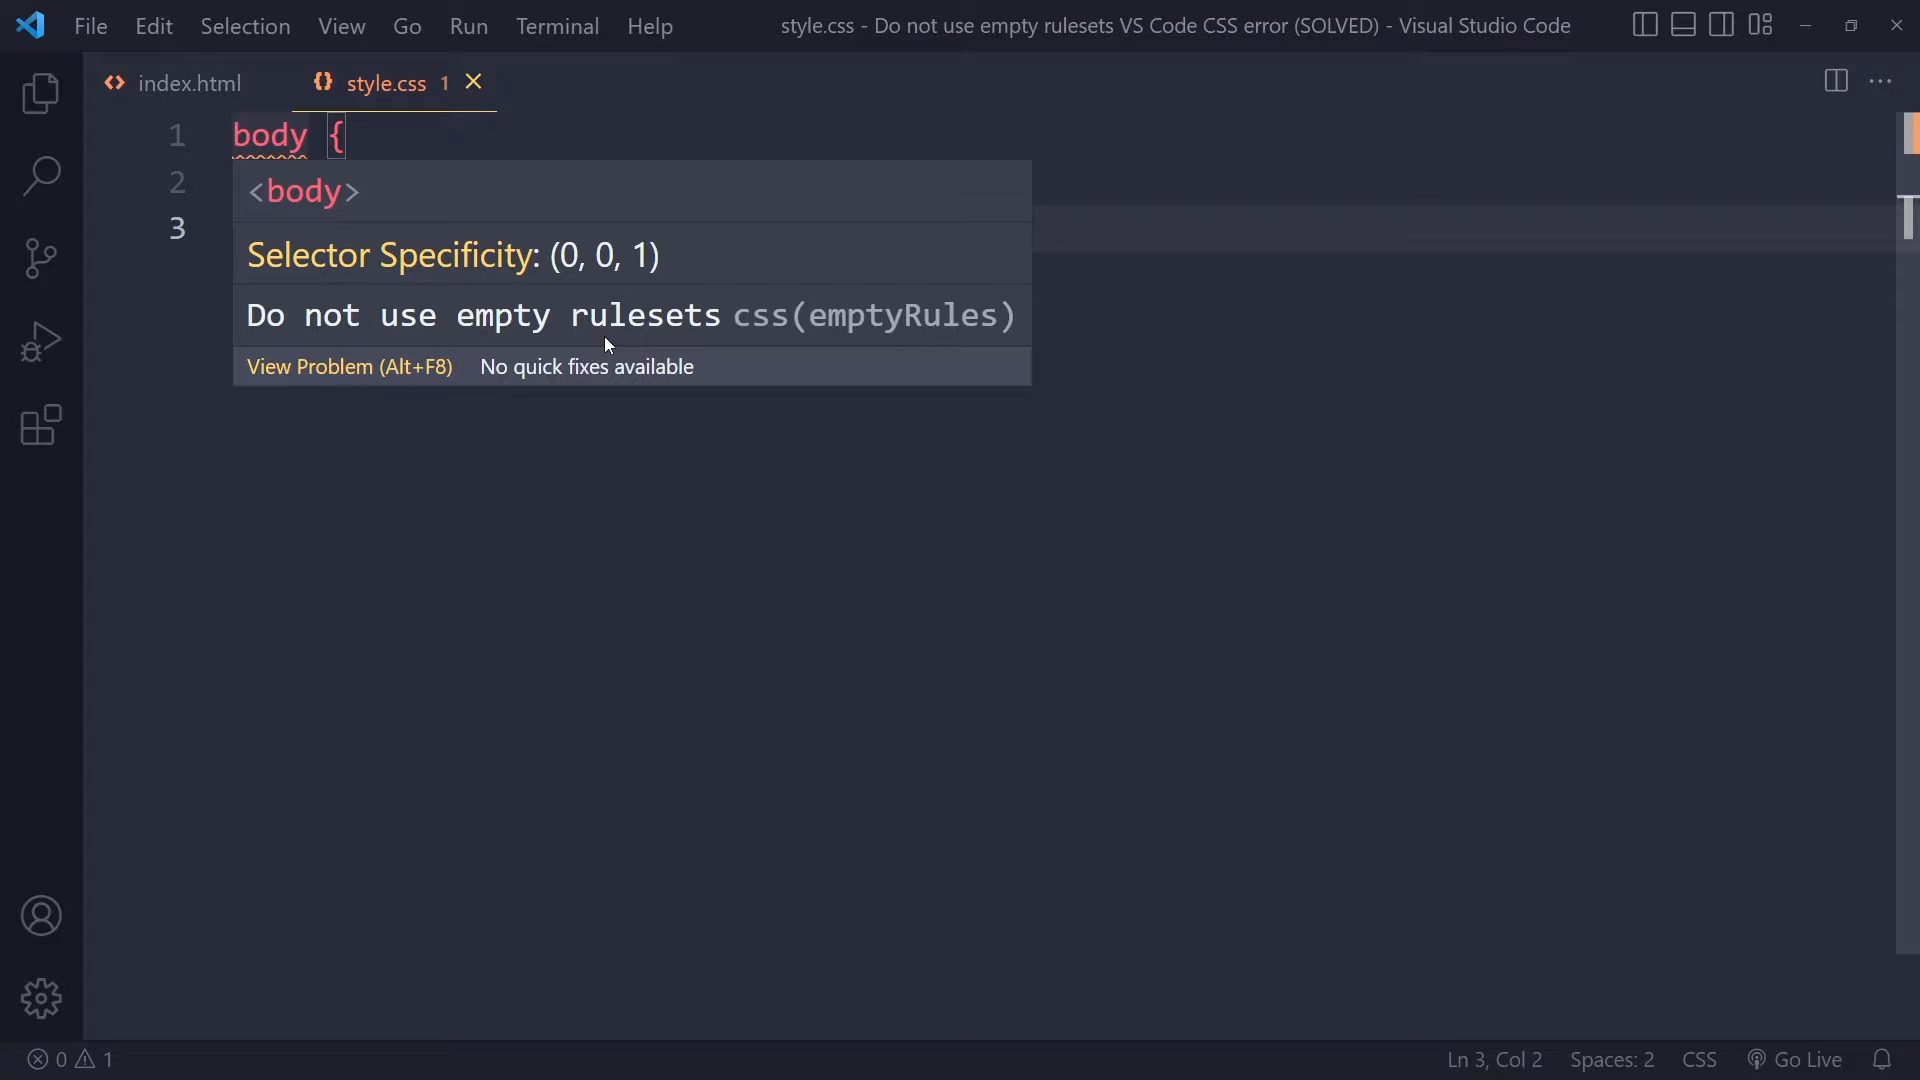 File Edit Selection View Go Run Terminal Help style.css - Do not use empty rulesets VS Code CSS error (SOLVED) - Visual Studio Code
index.html style.css 1
1 body {
2
3
<body>
Selector Specificity: (0, 0, 1)
Do not use empty rulesets css(emptyRules)
View Problem (Alt+F8) No quick fixes available
0 1 Ln 3, Col 2 Spaces: 2 CSS Go Live